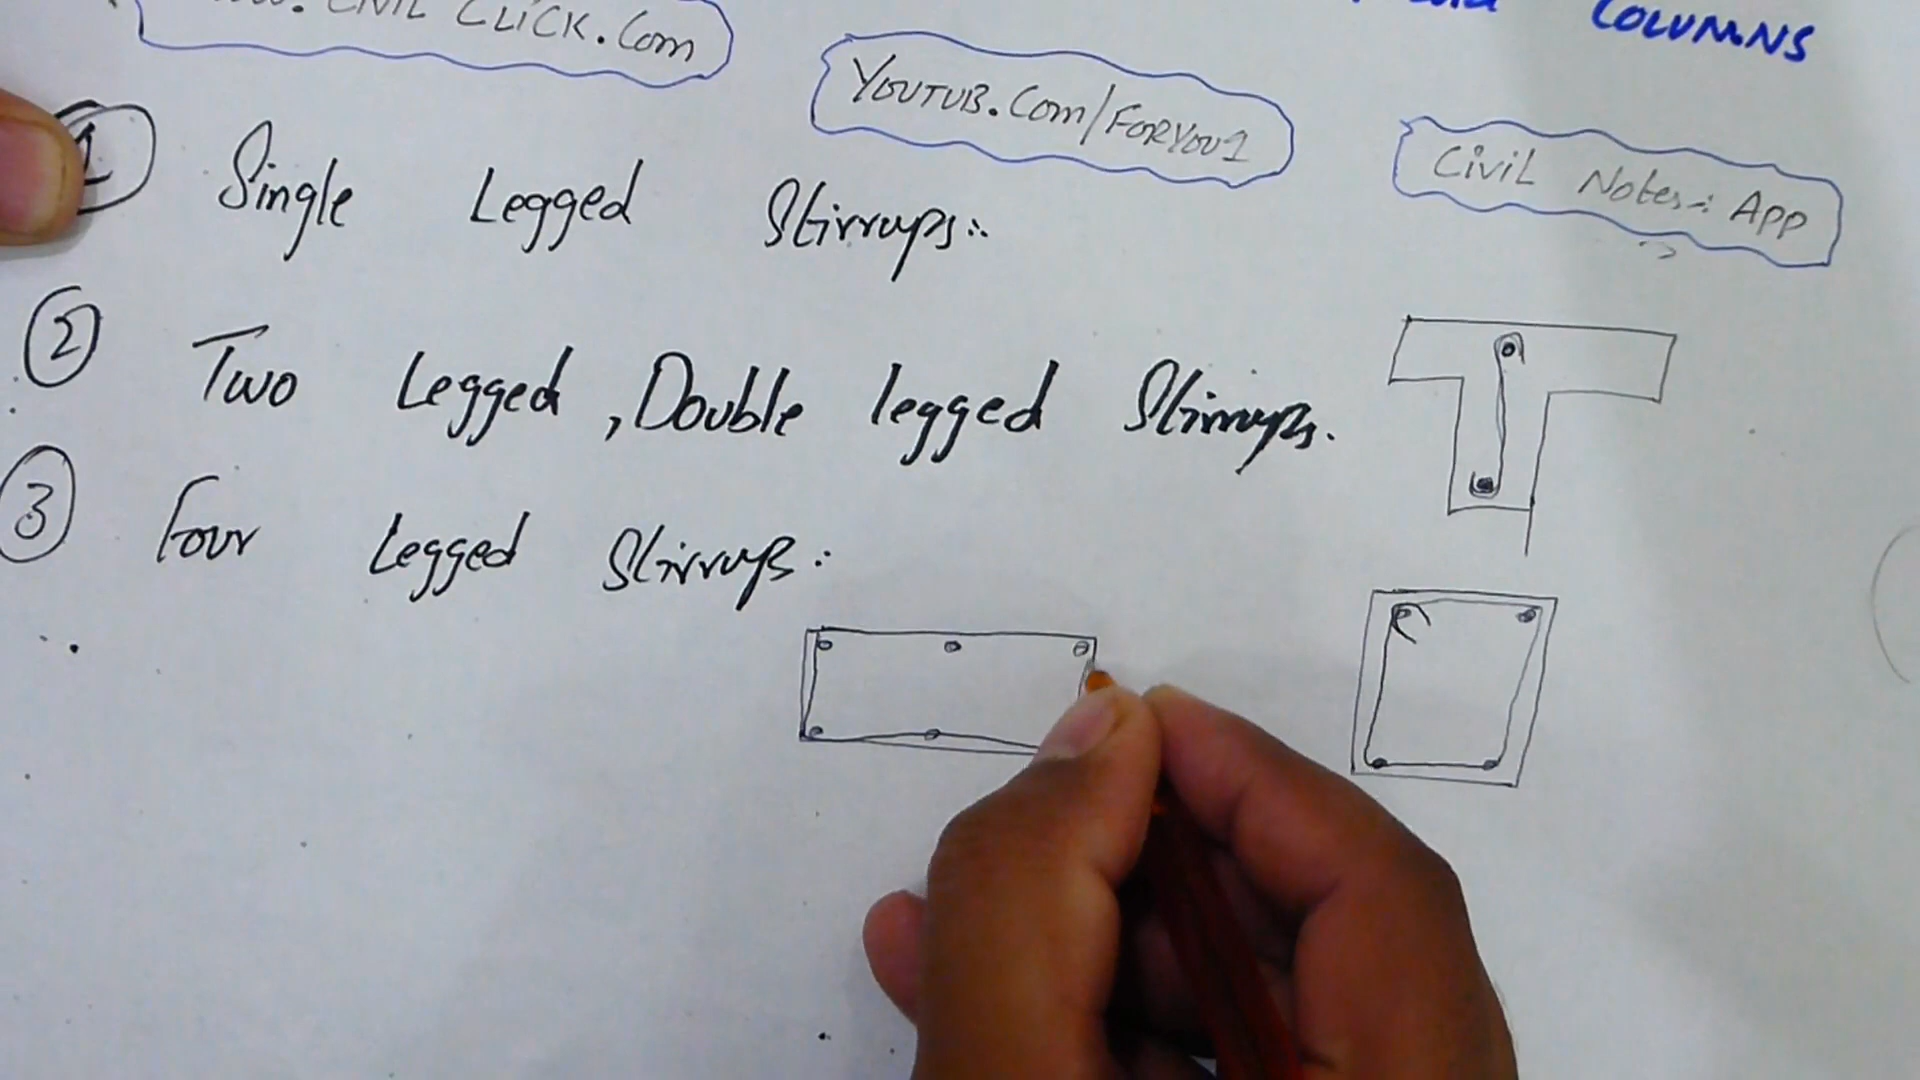 CIVIL CLICK.Com
COLUMNS
YOUTUB.Com/FORYOU1
Civil Notes:- App
1 Single Legged Stirrups:-
2 Two Legged, Double legged Stirrups.
3 Four Legged Stirrups: